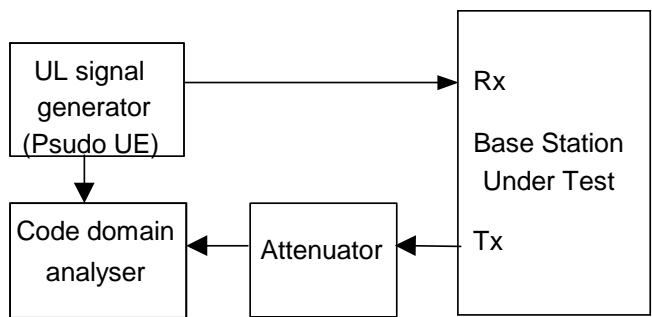 UL signal
generator
(Psudo UE)
Rx
Base Station
Under Test
Tx
Code domain
analyser
Attenuator